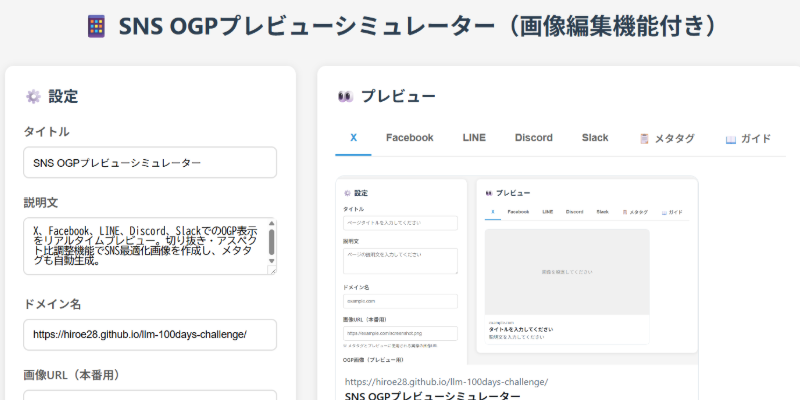 SNS OGPプレビューシミュレーター（画像編集機能付き）
設定
タイトル
SNS OGPプレビューシミュレーター
説明文
X、Facebook、LINE、Discord、SlackでのOGP表示
をリアルタイムプレビュー。切り抜き・アスペク
ト比調整機能でSNS最適化画像を作成し、メタタ
グも自動生成。
ドメイン名
https://hiroe28.github.io/llm-100days-challenge/
画像URL（本番用）
プレビュー
X Facebook LINE Discord Slack メタタグ ガイド
設定
タイトル
ページタイトルを入力してください
説明文
ページの説明文を入力してください
ドメイン名
example.com
画像URL（本番用）
https://example.com/screenshot.png
OGP画像（プレビュー用）
プレビュー
X Facebook LINE Discord Slack メタタグ ガイド
画像を選択してください
example.com
タイトルを入力してください
説明文を入力してください
https://hiroe28.github.io/llm-100days-challenge/
SNS OGPプレビューシミュレーター